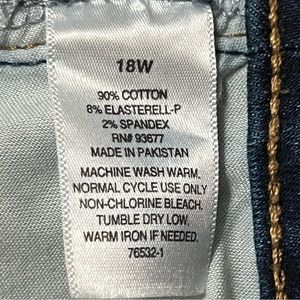 18W
90% COTTON
8% ELASTERELL-P
2% SPANDEX
RN# 93677
MADE IN PAKISTAN
MACHINE WASH WARM.
NORMAL CYCLE USE ONLY
NON-CHLORINE BLEACH.
TUMBLE DRY LOW.
WARM IRON IF NEEDED.
76532-1